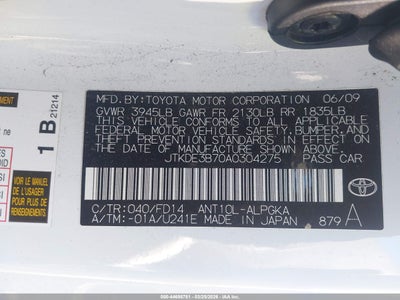 MFD.BY:TOYOTA MOTOR CORPORATION 06/09
GVWR 3945LB GAWR FR 2130LB RR 1835LB
THIS VEHICLE CONFORMS TO ALL APPLICABLE
FEDERAL MOTOR VEHICLE SAFETY, BUMPER, AND
THEFT PREVENTION STANDARDS IN EFFECT ON
THE DATE OF MANUFACTURE SHOWN ABOVE.
JTKDE3B70A0304275 PASS CAR
C/TR:040/FD14 ANT10L-ALPGKA
A/TM:-01A/U241E MADE IN JAPAN 879 A
TOYOTA
1 B 21214
ne